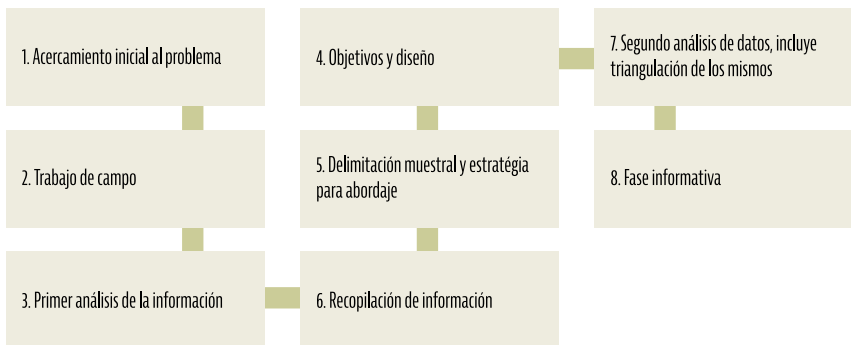 1. Acercamiento inicial al problema
2. Trabajo de campo
3. Primer análisis de la información
4. Objetivos y diseño
5. Delimitación muestral y estratégia
para abordaje
6. Recopilación de información
7. Segundo análisis de datos, incluye
triangulación de los mismos
8. Fase informativa